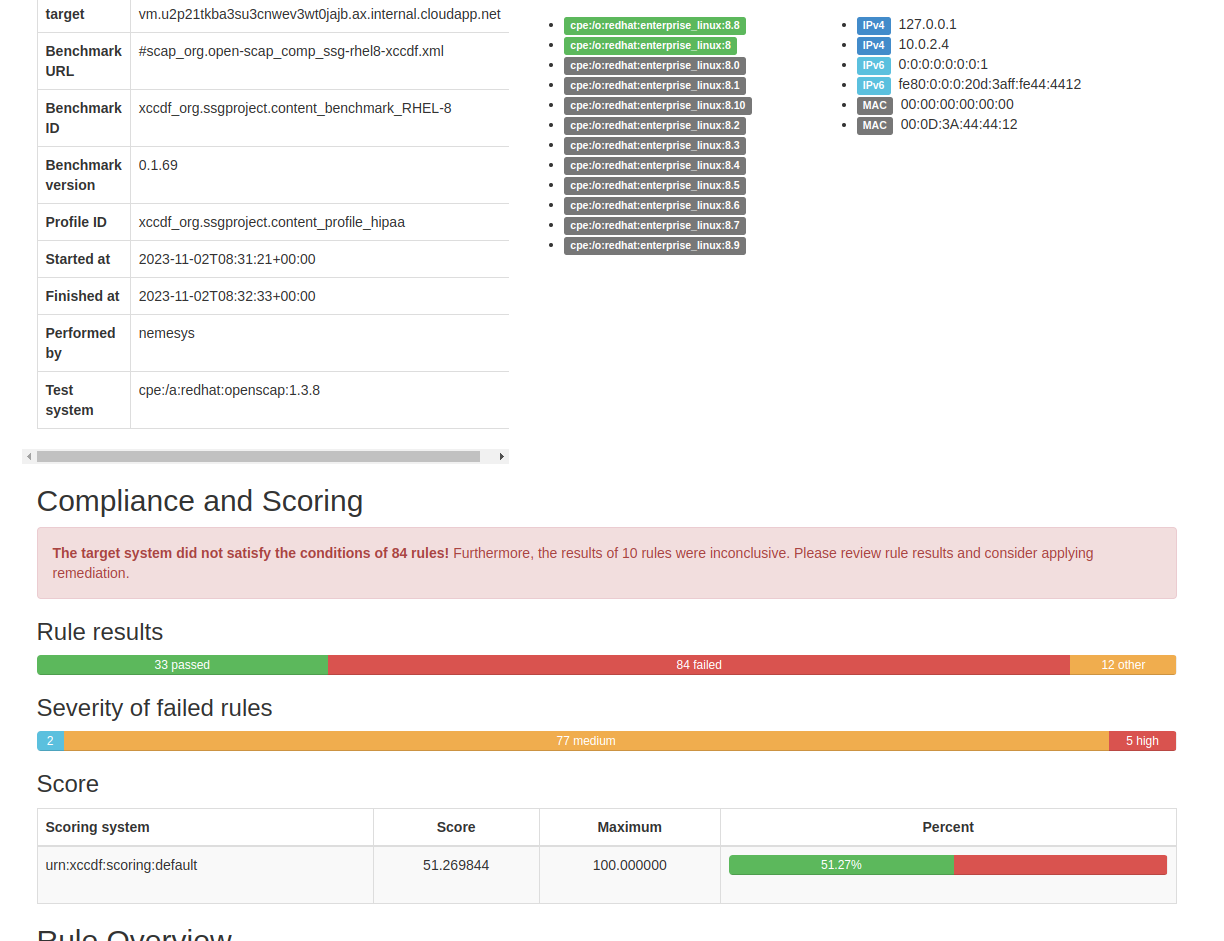 target vm.u2p21tkba3su3cnwev3wt0jajb.ax.internal.cloudapp.net
Benchmark URL #scap_org.open-scap_comp_ssg-rhel8-xccdf.xml
Benchmark ID xccdf_org.ssgproject.content_benchmark_RHEL-8
Benchmark version 0.1.69
Profile ID xccdf_org.ssgproject.content_profile_hipaa
Started at 2023-11-02T08:31:21+00:00
Finished at 2023-11-02T08:32:33+00:00
Performed by nemesys
Test system cpe:/a:redhat:openscap:1.3.8
cpe:/o:redhat:enterprise_linux:8.8
cpe:/o:redhat:enterprise_linux:8
cpe:/o:redhat:enterprise_linux:8.0
cpe:/o:redhat:enterprise_linux:8.1
cpe:/o:redhat:enterprise_linux:8.10
cpe:/o:redhat:enterprise_linux:8.2
cpe:/o:redhat:enterprise_linux:8.3
cpe:/o:redhat:enterprise_linux:8.4
cpe:/o:redhat:enterprise_linux:8.5
cpe:/o:redhat:enterprise_linux:8.6
cpe:/o:redhat:enterprise_linux:8.7
cpe:/o:redhat:enterprise_linux:8.9
IPv4 127.0.0.1
IPv4 10.0.2.4
IPv6 0:0:0:0:0:0:0:1
IPv6 fe80:0:0:0:20d:3aff:fe44:4412
MAC 00:00:00:00:00:00
MAC 00:0D:3A:44:44:12
Compliance and Scoring
The target system did not satisfy the conditions of 84 rules! Furthermore, the results of 10 rules were inconclusive. Please review rule results and consider applying
remediation.
Rule results
33 passed 84 failed 12 other
Severity of failed rules
2 77 medium 5 high
Score
Scoring system Score Maximum Percent
urn:xccdf:scoring:default 51.269844 100.000000 51.27%
Rule Overview